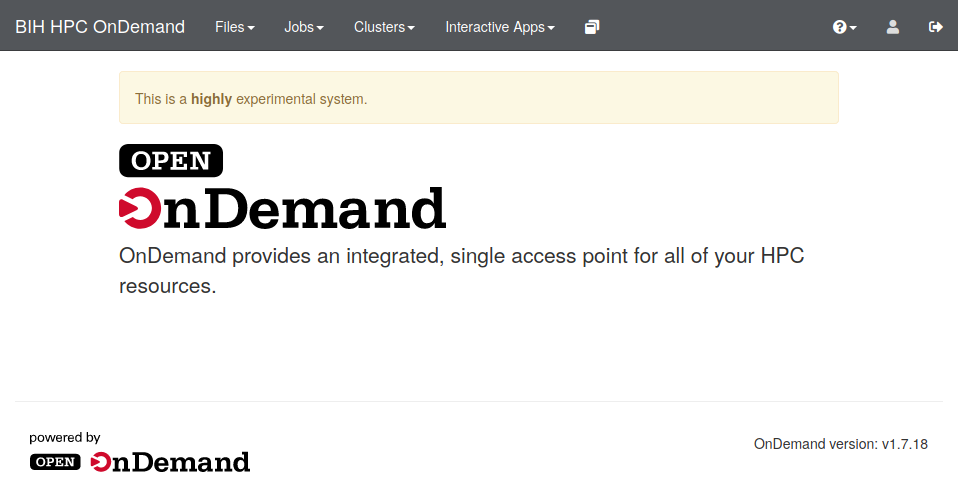 BIH HPC OnDemand Files Jobs Clusters Interactive Apps
This is a highly experimental system.
OPEN
OnDemand
OnDemand provides an integrated, single access point for all of your HPC
resources.
powered by
OPEN OnDemand
OnDemand version: v1.7.18